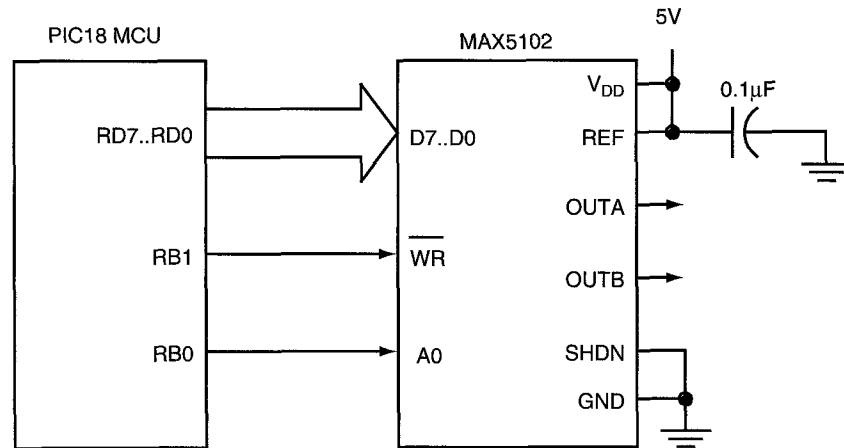 PIC18 MCU
MAX5102
5V
V_DD
0.1µF
RD7..RD0
D7..D0
REF
OUTA
RB1
WR
OUTB
RB0
A0
SHDN
GND